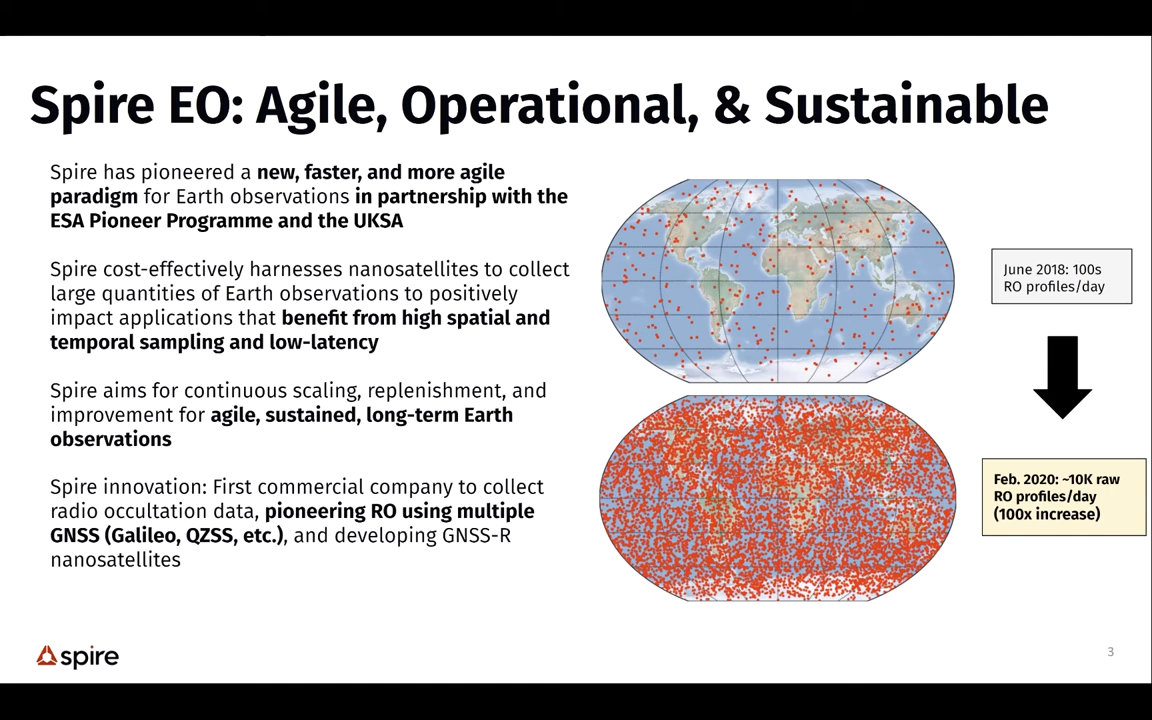 Spire EO: Agile, Operational, & Sustainable
Spire has pioneered a new, faster, and more agile
paradigm for Earth observations in partnership with the
ESA Pioneer Programme and the UKSA
Spire cost-effectively harnesses nanosatellites to collect
large quantities of Earth observations to positively
impact applications that benefit from high spatial and
temporal sampling and low-latency
Spire aims for continuous scaling, replenishment, and
improvement for agile, sustained, long-term Earth
observations
Spire innovation: First commercial company to collect
radio occultation data, pioneering RO using multiple
GNSS (Galileo, QZSS, etc.), and developing GNSS-R
nanosatellites
June 2018: 100s
RO profiles/day
Feb. 2020: ~10K raw
RO profiles/day
(100x increase)
spire
3